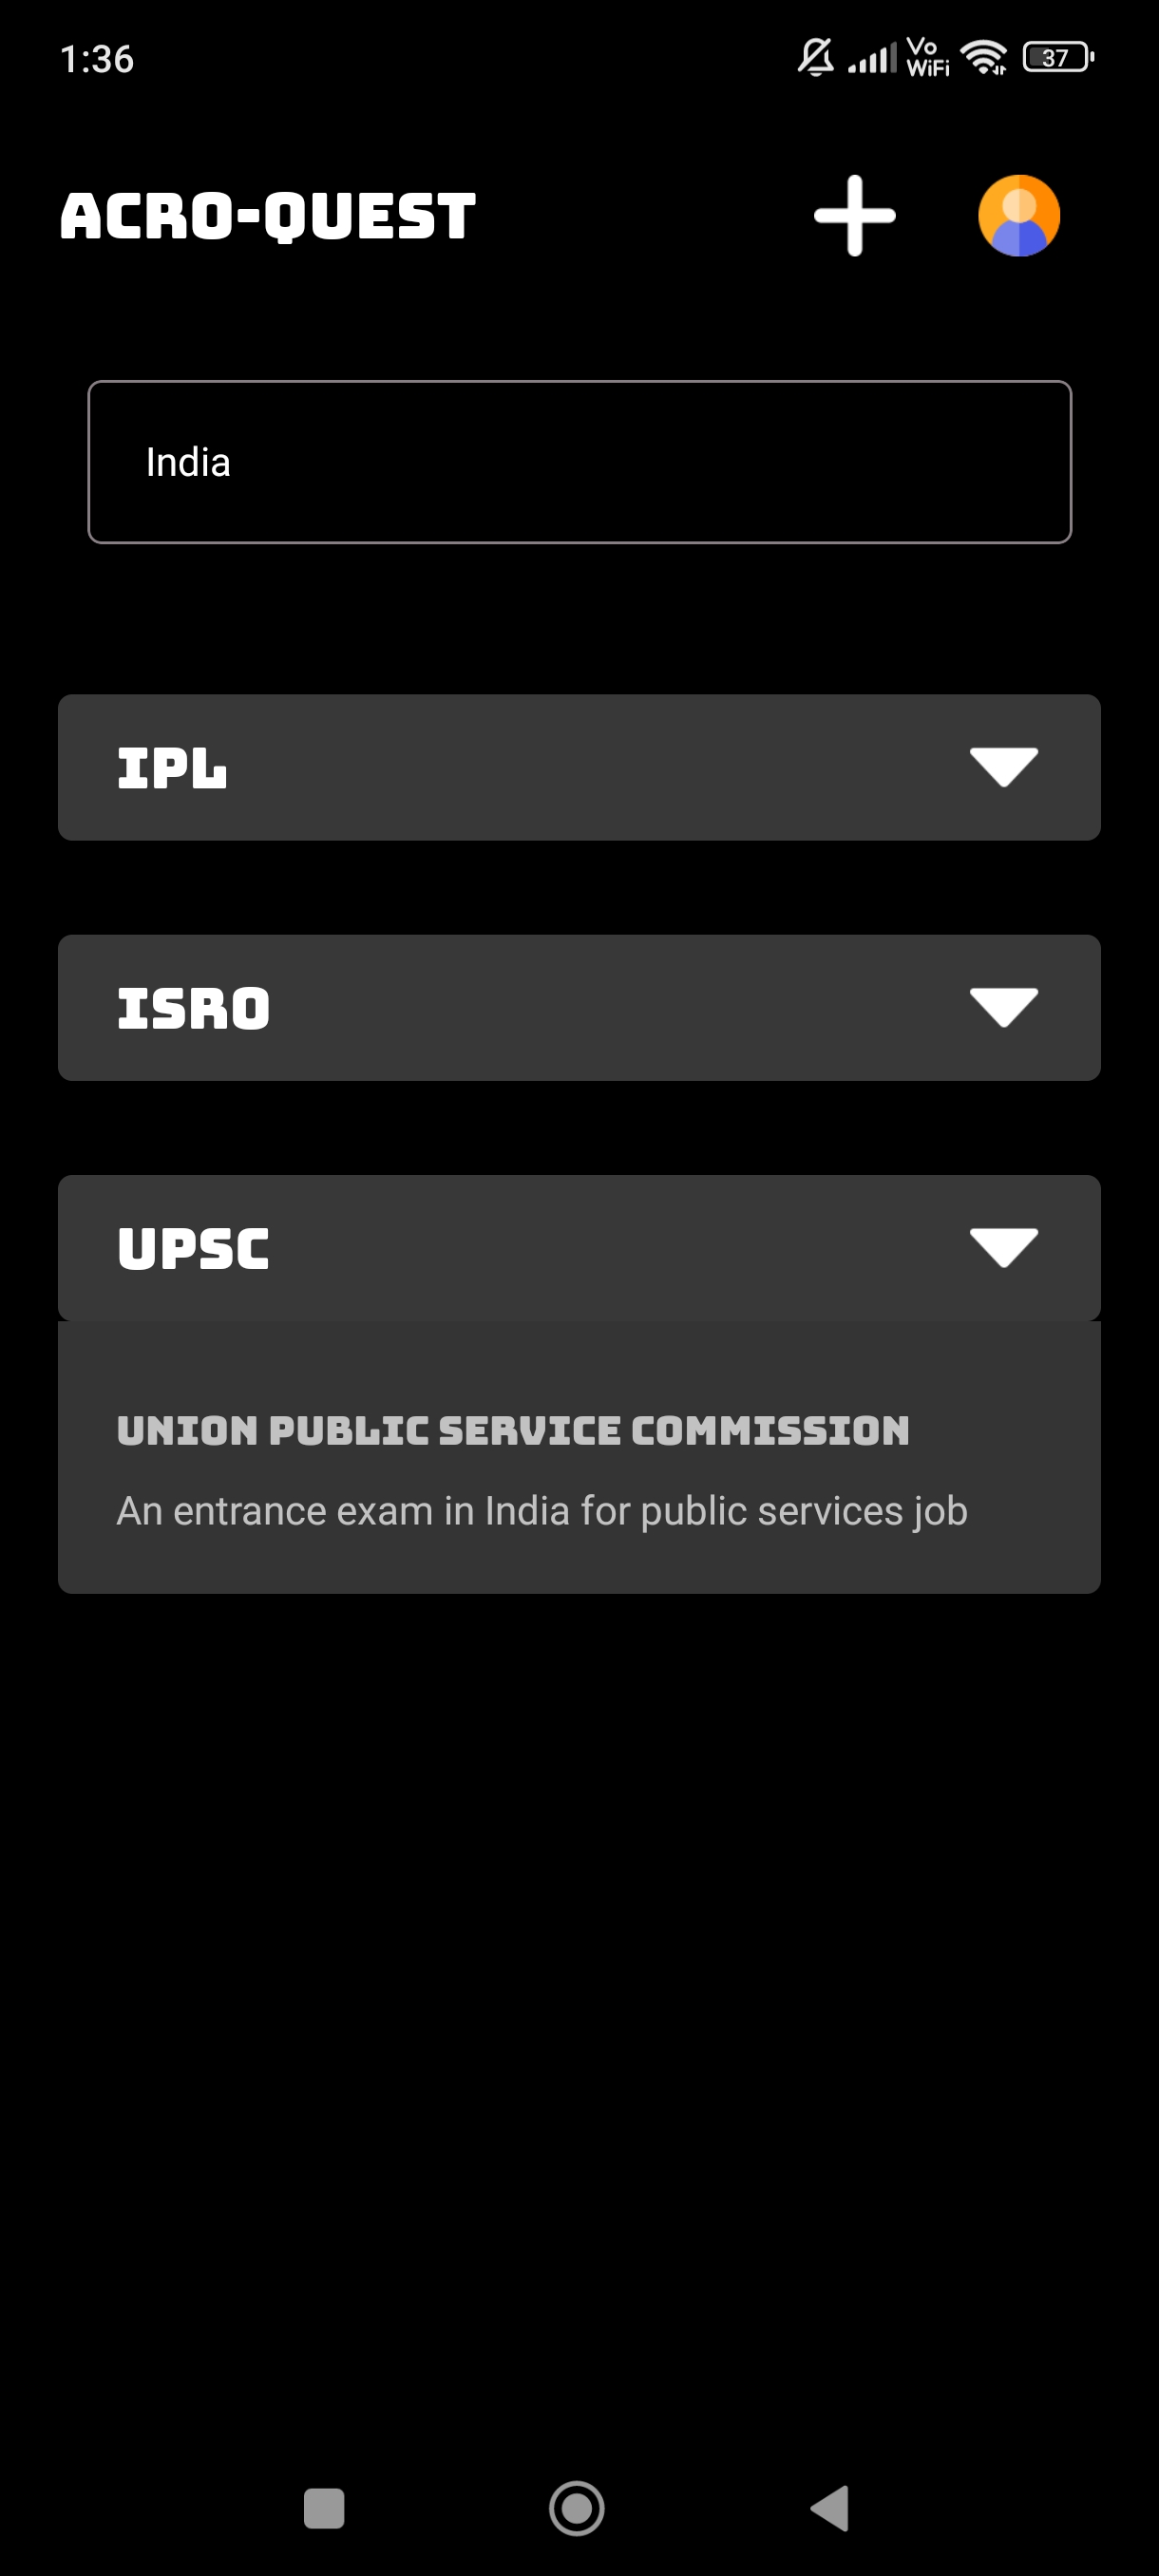 1:36
Vo
WiFi
37
ACRO-QUEST
India
IPL
ISRO
UPSC
UNION PUBLIC SERVICE COMMISSION
An entrance exam in India for public services job